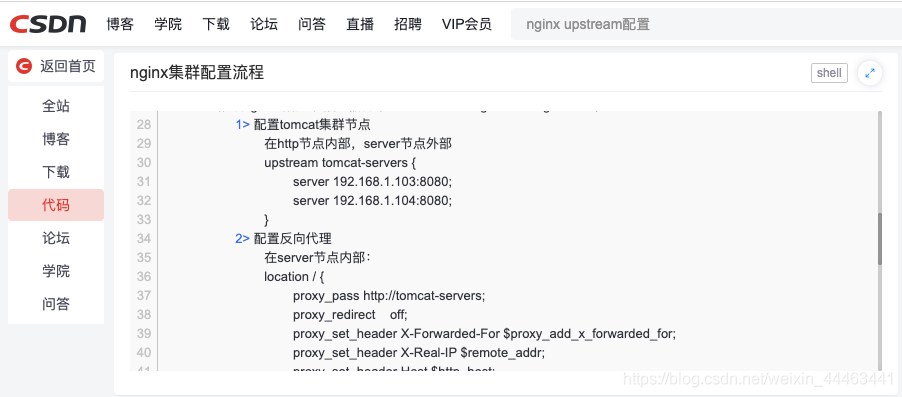 CSDN 博客 学院 下载 论坛 问答 直播 招聘 VIP会员 nginx upstream配置
返回首页
全站
博客
下载
代码
论坛
学院
问答
nginx集群配置流程 shell
28 1> 配置tomcat集群节点
29 在http节点内部，server节点外部
30 upstream tomcat-servers {
31 server 192.168.1.103:8080;
32 server 192.168.1.104:8080;
33 }
34 2> 配置反向代理
35 在server节点内部：
36 location / {
37 proxy_pass http://tomcat-servers;
38 proxy_redirect off;
39 proxy_set_header X-Forwarded-For $proxy_add_x_forwarded_for;
40 proxy_set_header X-Real-IP $remote_addr;
41 proxy_set_header Host $http_host;
https://blog.csdn.net/weixin_44463441